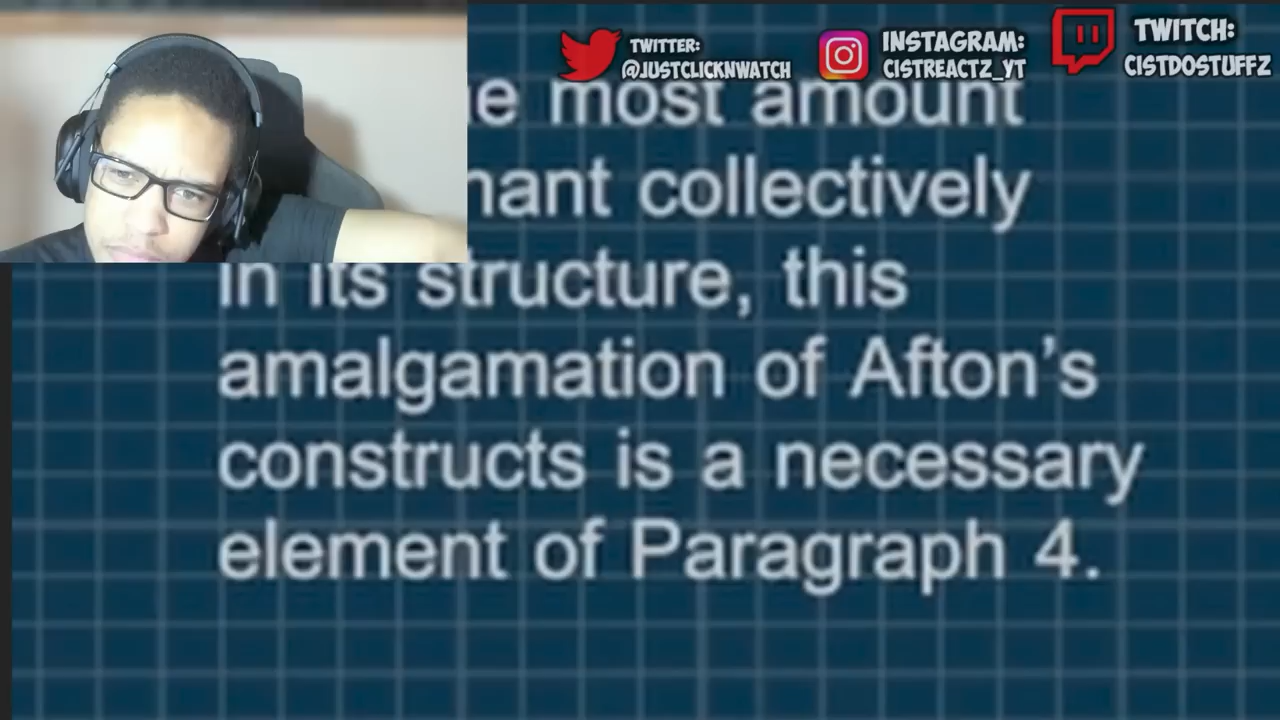 TWITTER:
@JUSTCLICKNWATCH
INSTAGRAM:
CISTREACTZ_YT
TWITCH:
CISTDOSTUFFZ
most amount
collectively
in its structure, this
amalgamation of Afton's
constructs is a necessary
element of Paragraph 4.